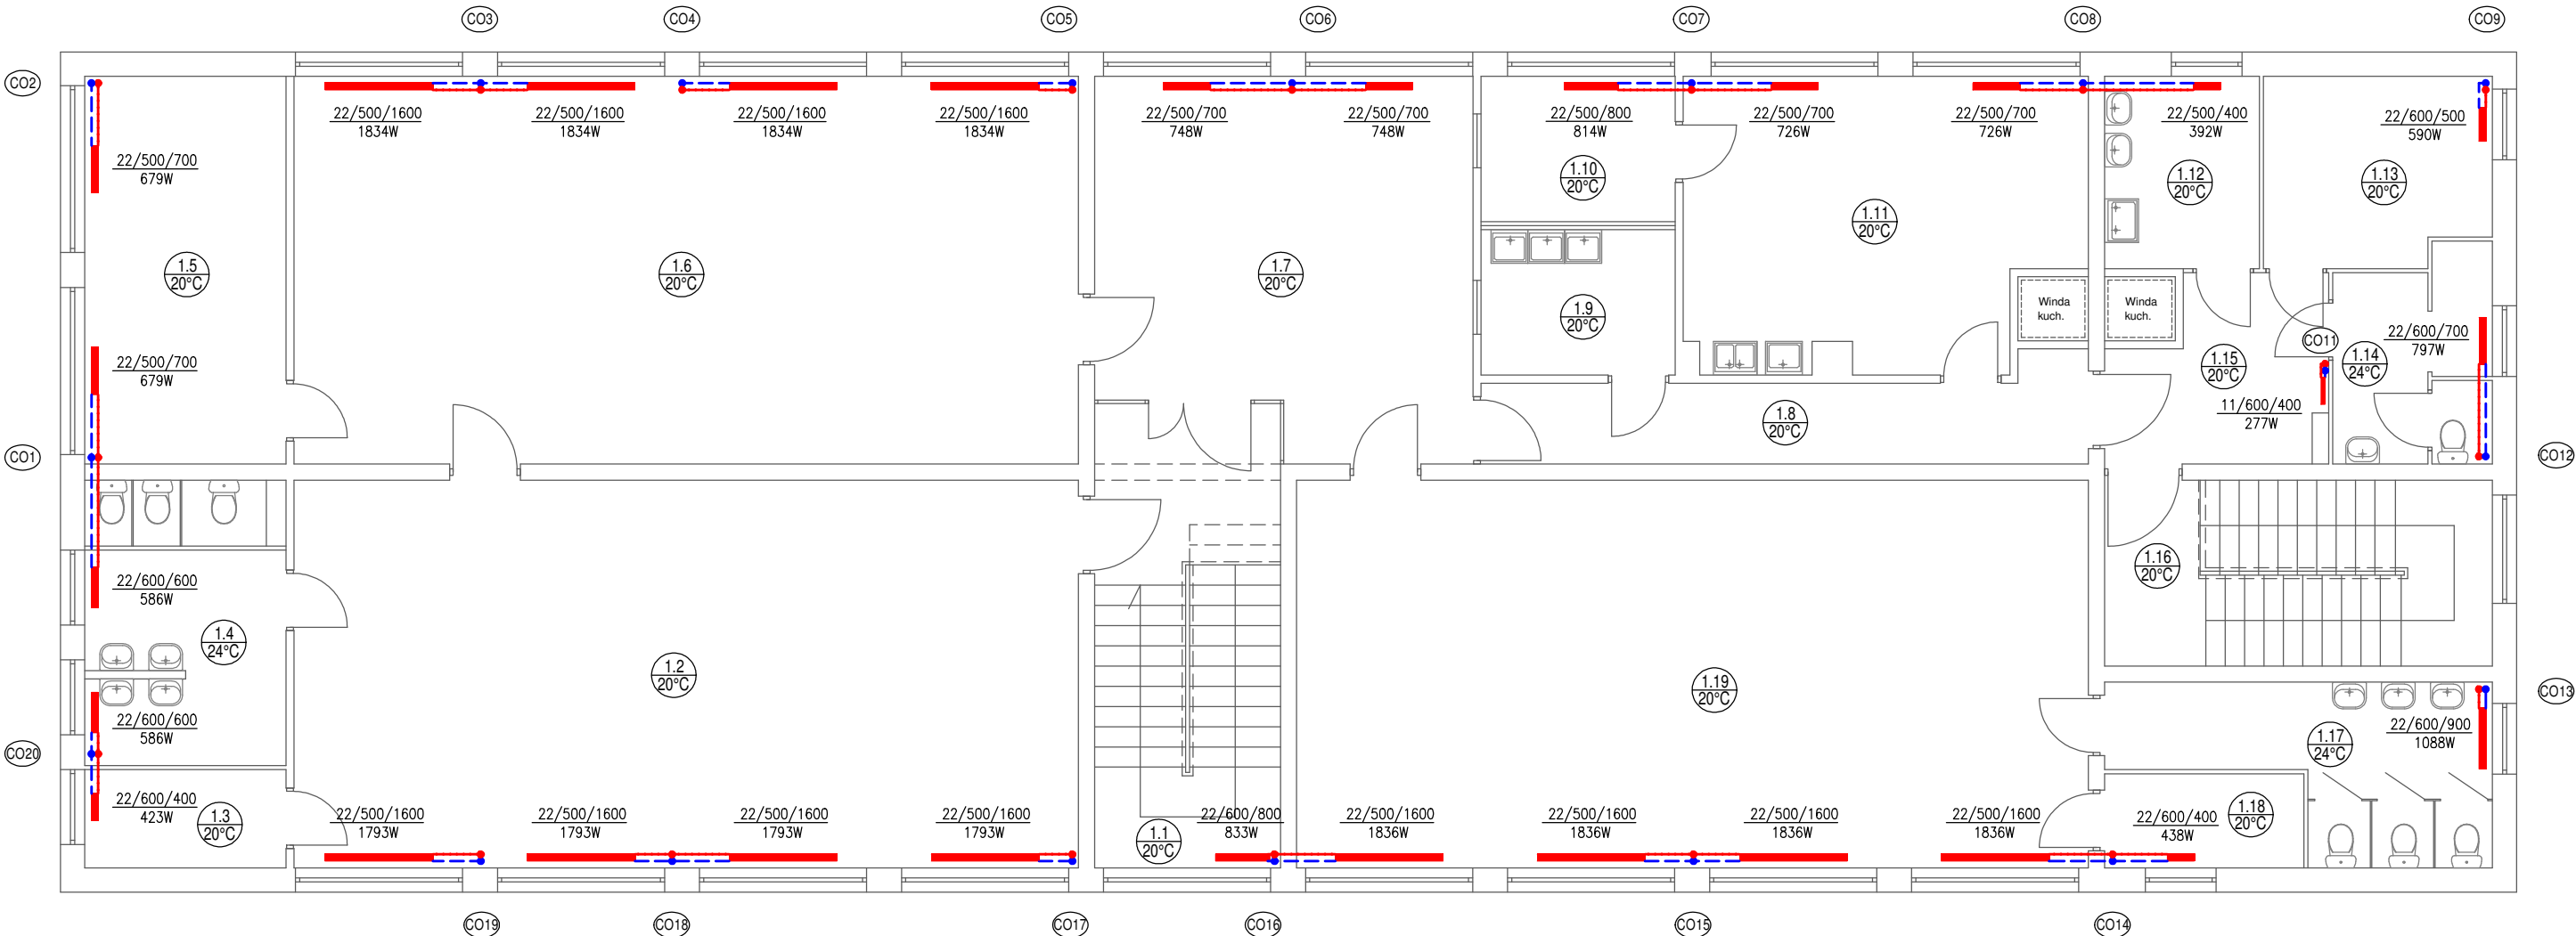 CO3
CO4
CO5
CO6
CO7
CO8
CO9
CO2
22/500/1600
1834W
22/500/1600
1834W
22/500/1600
1834W
22/500/1600
1834W
22/500/700
748W
22/500/700
748W
22/500/800
814W
22/500/700
726W
22/500/700
726W
22/500/400
392W
22/600/500
590W
22/500/700
679W
1.10
20°C
1.12
20°C
1.13
20°C
1.11
20°C
1.5
20°C
1.6
20°C
1.7
20°C
1.9
20°C
Winda
kuch.
Winda
kuch.
CO11
22/600/700
797W
22/500/700
679W
1.15
20°C
1.14
24°C
11/600/400
277W
1.8
20°C
CO1
CO12
22/600/600
586W
1.16
20°C
1.4
24°C
1.2
20°C
1.19
20°C
CO13
22/600/600
586W
22/600/900
1088W
1.17
24°C
CO20
22/600/400
423W
1.3
20°C
22/500/1600
1793W
22/500/1600
1793W
22/500/1600
1793W
22/500/1600
1793W
1.1
20°C
22/600/800
833W
22/500/1600
1836W
22/500/1600
1836W
22/500/1600
1836W
22/500/1600
1836W
22/600/400
438W
1.18
20°C
CO19
CO18
CO17
CO16
CO15
CO14